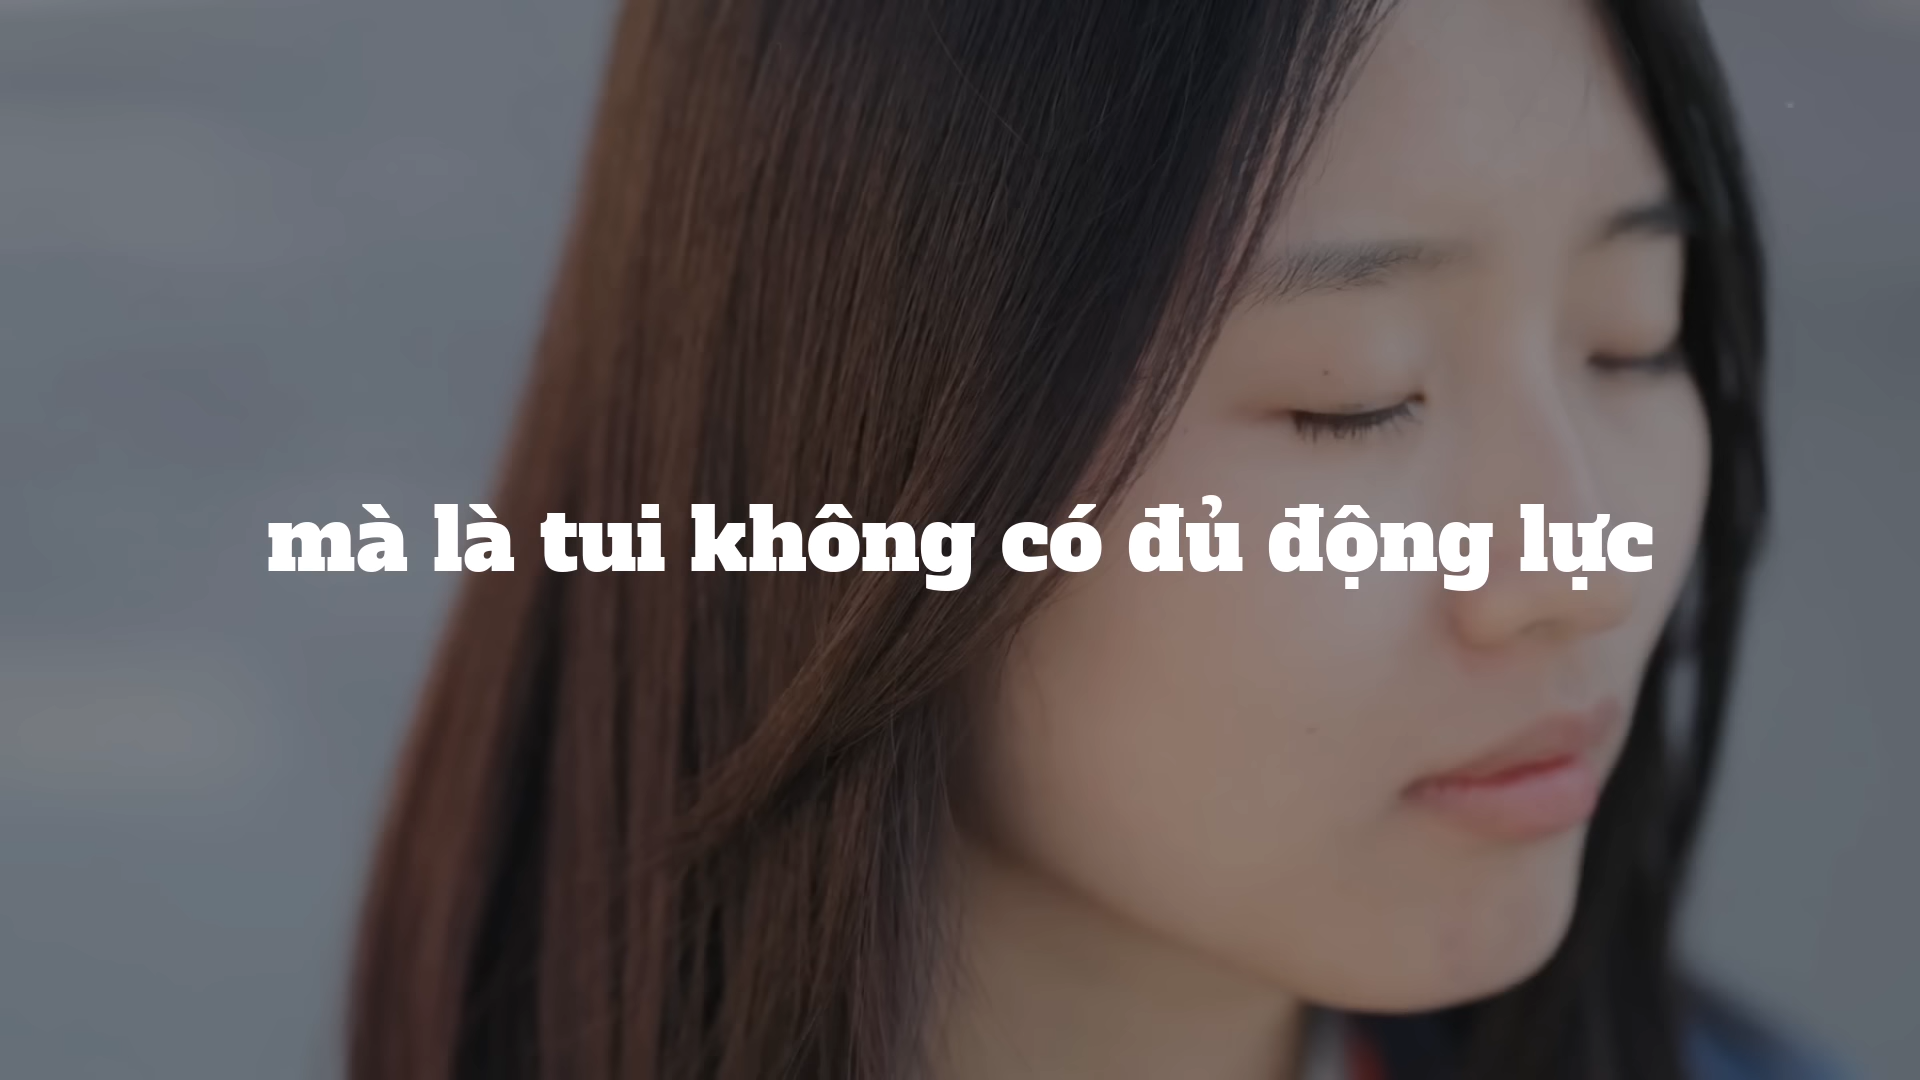 mà là tui không có đủ động lực